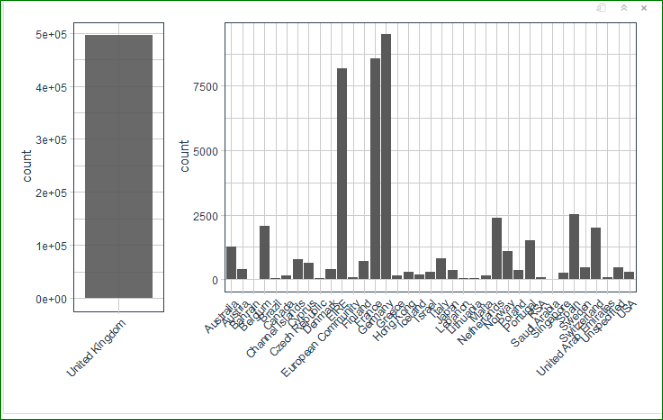 count
5e+05
4e+05
3e+05
2e+05
1e+05
0e+00
United Kingdom
count
7500
5000
2500
0
Australia
Austria
Bahrain
Belgium
Brazil
Canada
Channel Islands
Cyprus
Czech Republic
Denmark
EIRE
European Community
Finland
France
Germany
Greece
Hong Kong
Iceland
Israel
Italy
Japan
Lebanon
Lithuania
Malta
Netherlands
Norway
Poland
Portugal
RSA
Saudi Arabia
Singapore
Spain
Sweden
Switzerland
United Arab Emirates
Unspecified
USA